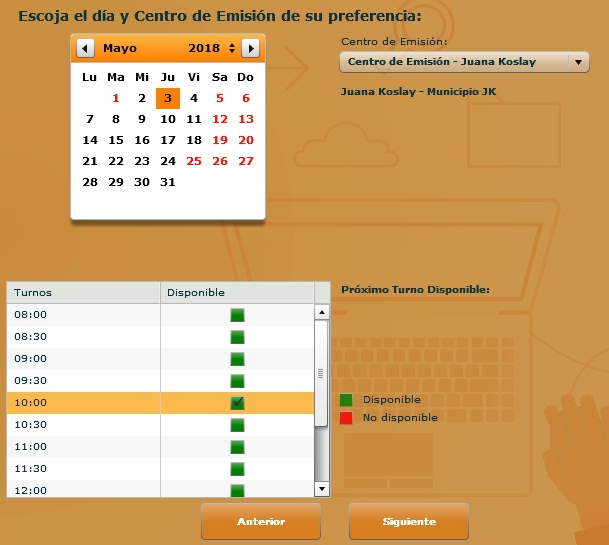 Escoja el día y Centro de Emisión de su preferencia:
Mayo 2018
Lu Ma Mi Ju Vi Sa Do
1 2 3 4 5 6
7 8 9 10 11 12 13
14 15 16 17 18 19 20
21 22 23 24 25 26 27
28 29 30 31
Centro de Emisión:
Centro de Emisión - Juana Koslay
Juana Koslay - Municipio JK
Turnos Disponible
08:00
08:30
09:00
09:30
10:00
10:30
11:00
11:30
12:00
Próximo Turno Disponible:
Disponible
No disponible
Anterior
Siguiente